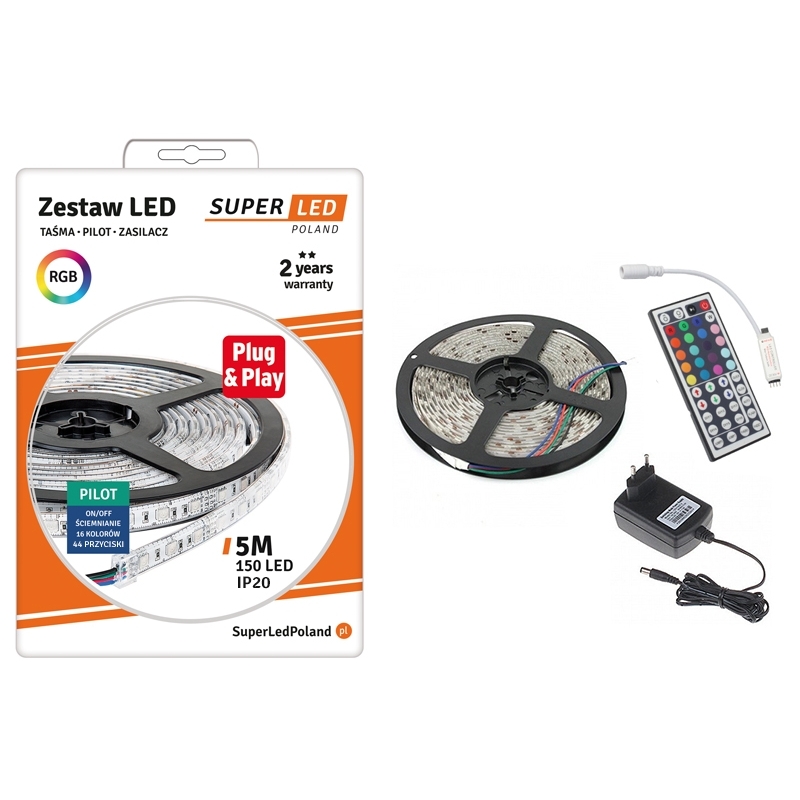 Zestaw LED
TAŚMA • PILOT • ZASILACZ
RGB
SUPER LED
POLAND
2 years
warranty
Plug
& Play
PILOT
ON/OFF
ŚCIEMNIANIE
16 KOLORÓW
44 PRZYCISKI
5M
150 LED
IP20
SuperLedPoland pl